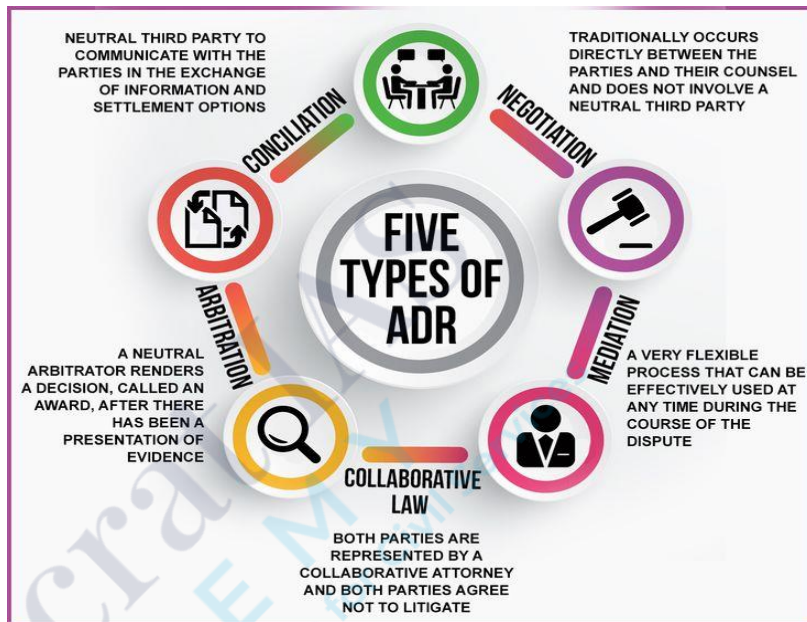 NEUTRAL THIRD PARTY TO
COMMUNICATE WITH THE
PARTIES IN THE EXCHANGE
OF INFORMATION AND
SETTLEMENT OPTIONS
CONCILIATION
TRADITIONALLY OCCURS
DIRECTLY BETWEEN THE
PARTIES AND THEIR COUNSEL
AND DOES NOT INVOLVE A
NEUTRAL THIRD PARTY
NEGOTIATION
FIVE
TYPES OF
ADR
ARBITRATION
A NEUTRAL
ARBITRATOR RENDERS
A DECISION, CALLED AN
AWARD, AFTER THERE
HAS BEEN A
PRESENTATION OF
EVIDENCE
MEDIATION
A VERY FLEXIBLE
PROCESS THAT CAN BE
EFFECTIVELY USED AT
ANY TIME DURING THE
COURSE OF THE
DISPUTE
COLLABORATIVE
LAW
BOTH PARTIES ARE
REPRESENTED BY A
COLLABORATIVE ATTORNEY
AND BOTH PARTIES AGREE
NOT TO LITIGATE